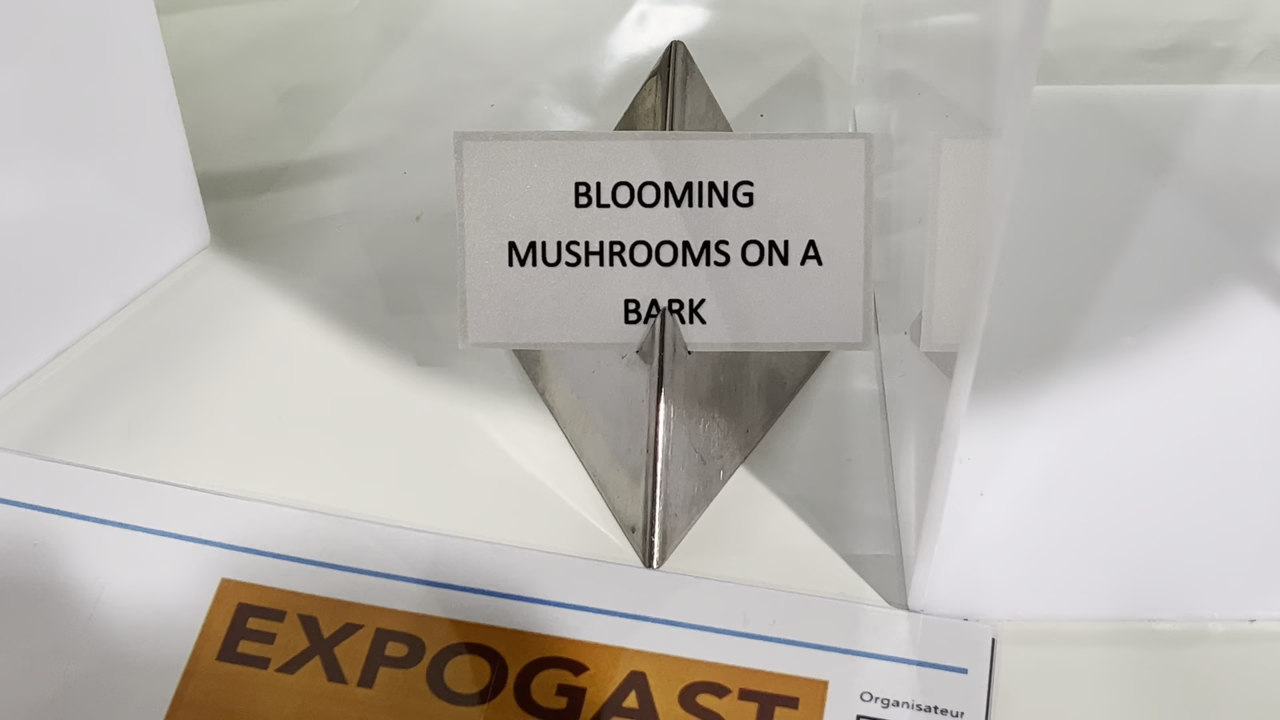 BLOOMING
MUSHROOMS ON A
BARK
EXPOGAST
Organisateur